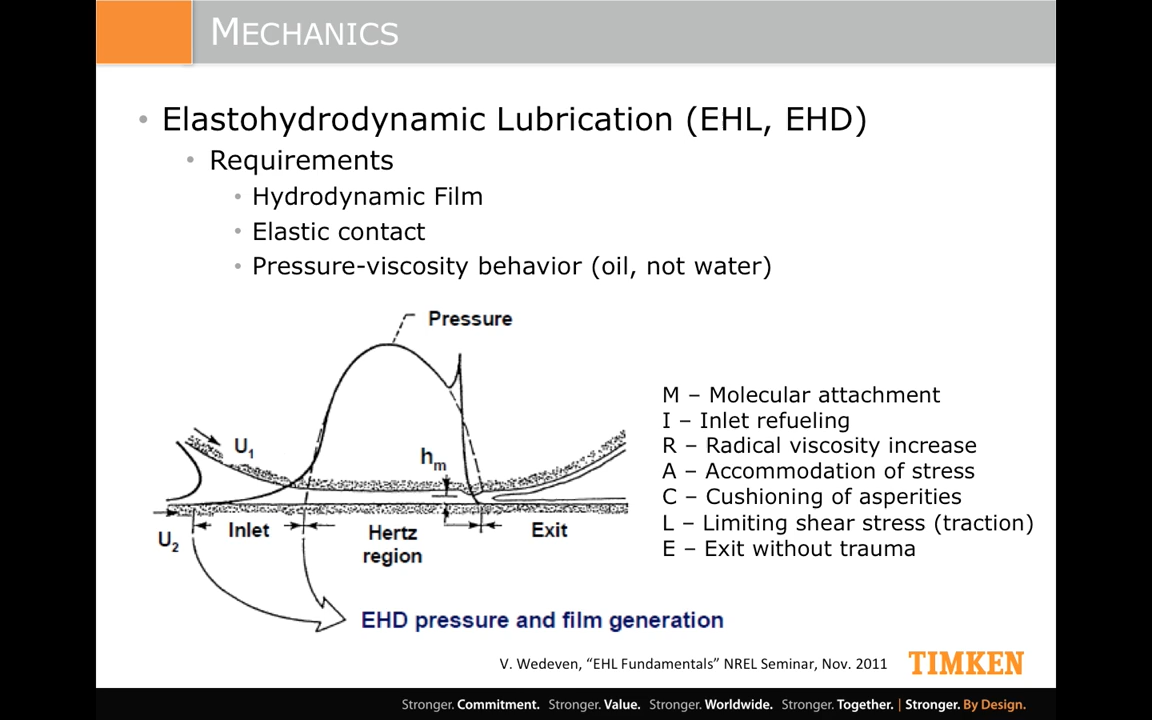 MECHANICS
• Elastohydrodynamic Lubrication (EHL, EHD)
• Requirements
• Hydrodynamic Film
• Elastic contact
• Pressure-viscosity behavior (oil, not water)
Pressure
U1
hm
U2
Inlet
Hertz
region
Exit
EHD pressure and film generation
M – Molecular attachment
I – Inlet refueling
R – Radical viscosity increase
A – Accommodation of stress
C – Cushioning of asperities
L – Limiting shear stress (traction)
E – Exit without trauma
V. Wedeven, “EHL Fundamentals” NREL Seminar, Nov. 2011
TIMKEN
Stronger. Commitment. Stronger. Value. Stronger. Worldwide. Stronger. Together. | Stronger. By Design.